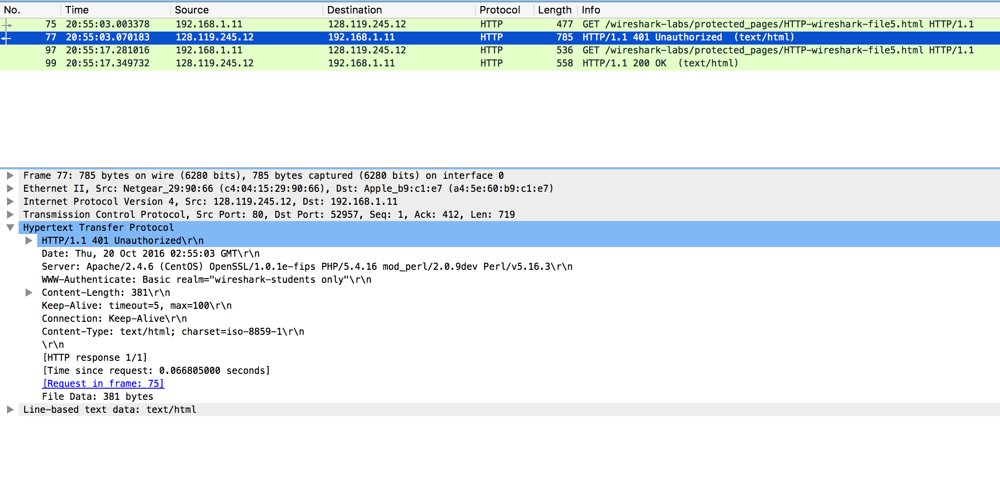 No. Time Source Destination Protocol Length Info
75 20:55:03.003378 192.168.1.11 128.119.245.12 HTTP 477 GET /wireshark-labs/protected_pages/HTTP-wireshark-file5.html HTTP/1.1
77 20:55:03.070183 128.119.245.12 192.168.1.11 HTTP 785 HTTP/1.1 401 Unauthorized (text/html)
97 20:55:17.281016 192.168.1.11 128.119.245.12 HTTP 536 GET /wireshark-labs/protected_pages/HTTP-wireshark-file5.html HTTP/1.1
99 20:55:17.349732 128.119.245.12 192.168.1.11 HTTP 558 HTTP/1.1 200 OK (text/html)
Frame 77: 785 bytes on wire (6280 bits), 785 bytes captured (6280 bits) on interface 0
Ethernet II, Src: Netgear_29:90:66 (c4:04:15:29:90:66), Dst: Apple_b9:c1:e7 (a4:5e:60:b9:c1:e7)
Internet Protocol Version 4, Src: 128.119.245.12, Dst: 192.168.1.11
Transmission Control Protocol, Src Port: 80, Dst Port: 52957, Seq: 1, Ack: 412, Len: 719
Hypertext Transfer Protocol
HTTP/1.1 401 Unauthorized\r\n
Date: Thu, 20 Oct 2016 02:55:03 GMT\r\n
Server: Apache/2.4.6 (CentOS) OpenSSL/1.0.1e-fips PHP/5.4.16 mod_perl/2.0.9dev Perl/v5.16.3\r\n
WWW-Authenticate: Basic realm="wireshark-students only"\r\n
Content-Length: 381\r\n
Keep-Alive: timeout=5, max=100\r\n
Connection: Keep-Alive\r\n
Content-Type: text/html; charset=iso-8859-1\r\n
\r\n
[HTTP response 1/1]
[Time since request: 0.066805000 seconds]
[Request in frame: 75]
File Data: 381 bytes
Line-based text data: text/html